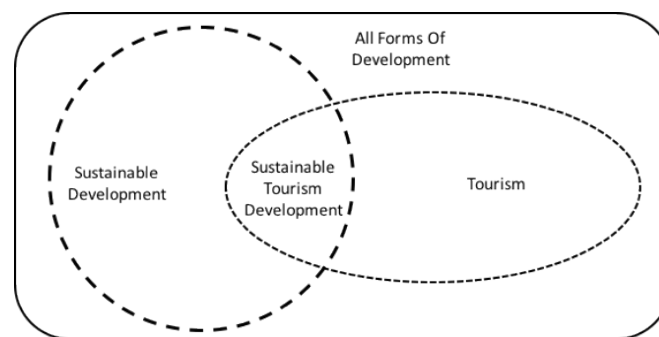 All Forms Of
Development
Sustainable
Development
Sustainable
Tourism
Development
Tourism